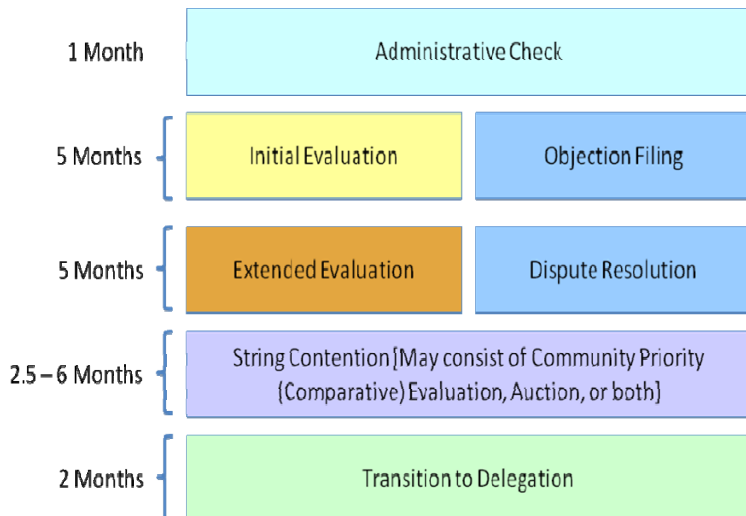 1 Month
Administrative Check
5 Months
Initial Evaluation
Objection Filing
5 Months
Extended Evaluation
Dispute Resolution
2.5 – 6 Months
String Contention [May consist of Community Priority
(Comparative) Evaluation, Auction, or both]
2 Months
Transition to Delegation